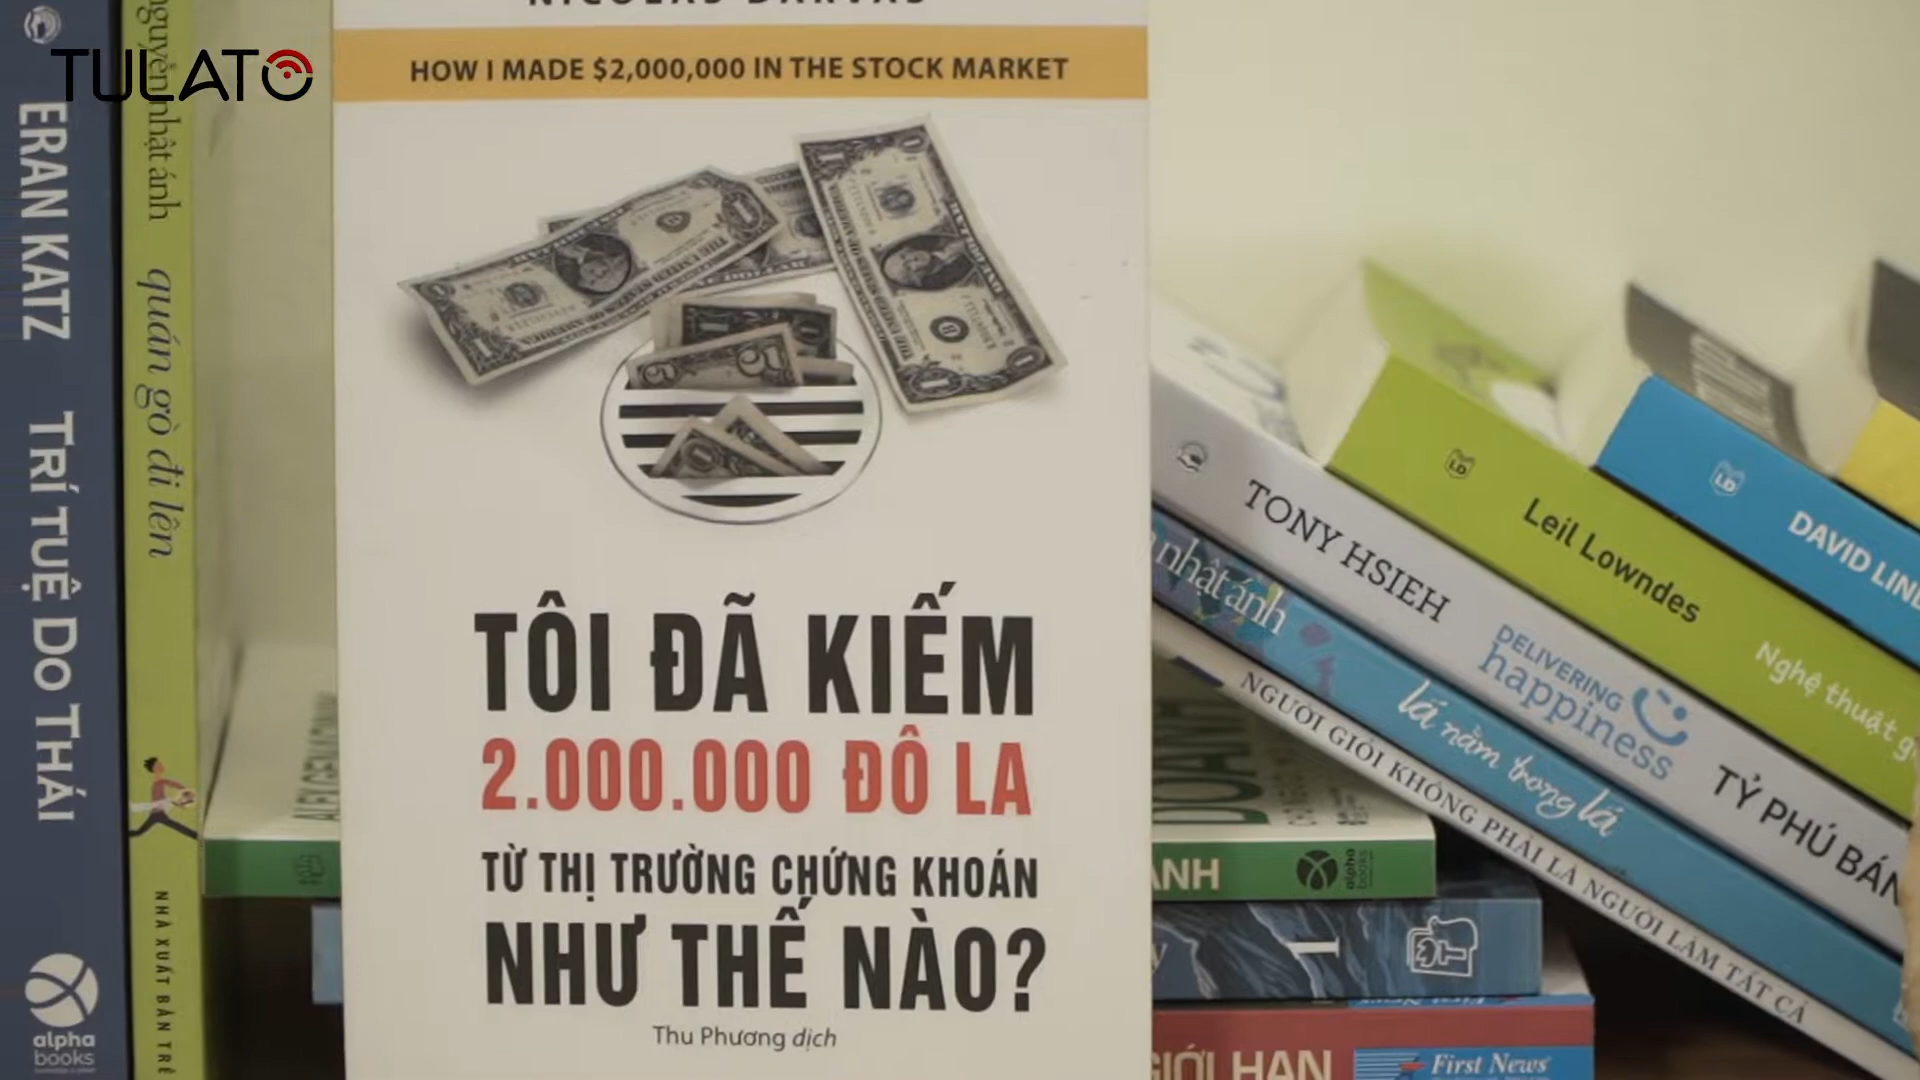 TULATO
ERAN KATZ
TRÍ TUỆ DO THÁI
alpha
books
nguyễn nhật ánh
quán gò đi lên
NHÀ XUẤT BẢN TRẺ
NICOLAS DARVAS
HOW I MADE $2,000,000 IN THE STOCK MARKET
TÔI ĐÃ KIẾM
2.000.000 ĐÔ LA
TỪ THỊ TRƯỜNG CHỨNG KHOÁN
NHƯ THẾ NÀO?
Thu Phương dịch
DAVID LIN
LD
Leil Lowndes
Nghệ thuật g
LD
TONY HSIEH
DELIVERING
happiness
TỶ PHÚ BÁN
nhật ánh
lá nằm trong lá
NGƯỜI GIỎI KHÔNG PHẢI LÀ NGƯỜI LÀM TẤT CẢ
ANH
alpha
books
GIỚI HẠN
First News